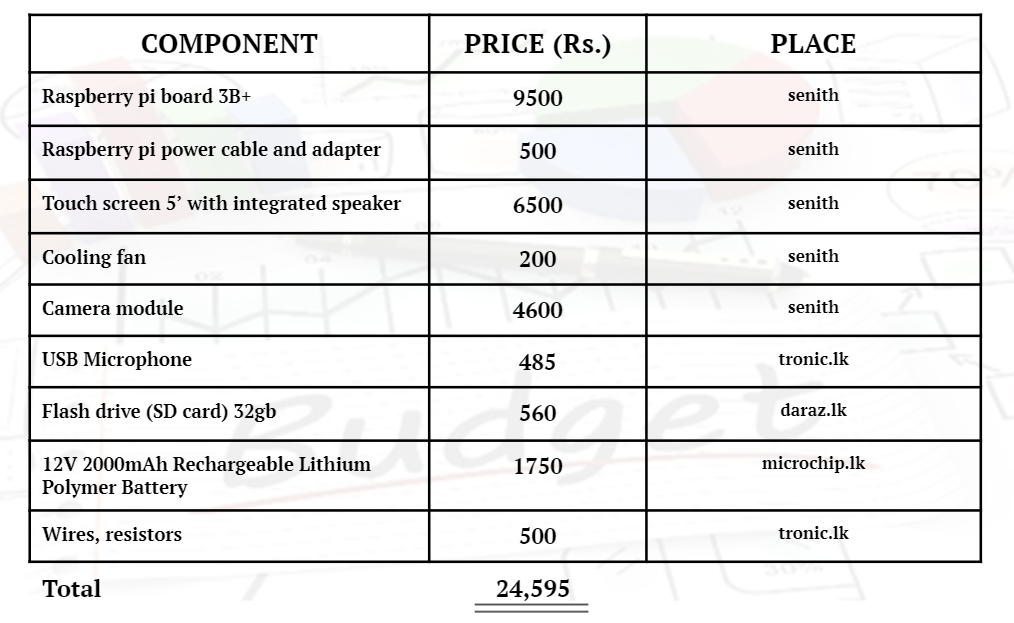 COMPONENT PRICE (Rs.) PLACE
Raspberry pi board 3B+ 9500 senith
Raspberry pi power cable and adapter 500 senith
Touch screen 5’ with integrated speaker 6500 senith
Cooling fan 200 senith
Camera module 4600 senith
USB Microphone 485 tronic.lk
Flash drive (SD card) 32gb 560 daraz.lk
12V 2000mAh Rechargeable Lithium 1750 microchip.lk
Polymer Battery
Wires, resistors 500 tronic.lk
Total 24,595
Budget
70%
30%